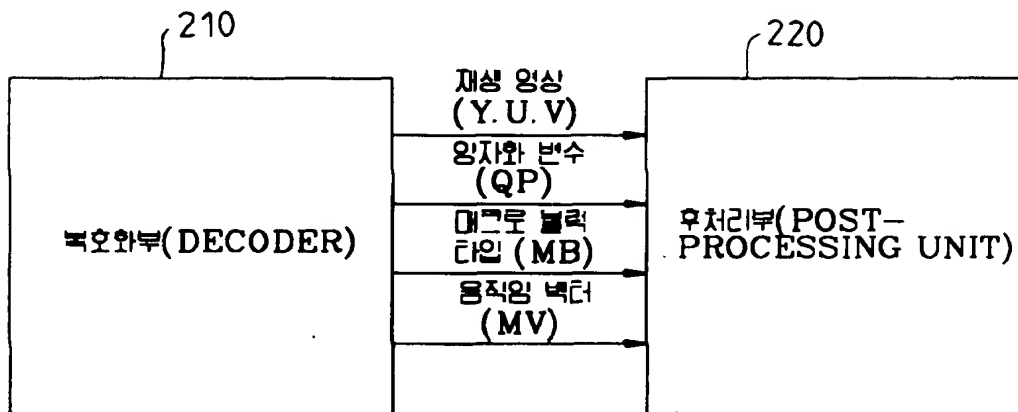 210
220
재생 영상
(Y.U.V)
양자화 변수
(QP)
매크로 블럭
타입 (MB)
움직임 벡터
(MV)
복호화부(DECODER)
후처리부(POST-
PROCESSING UNIT)